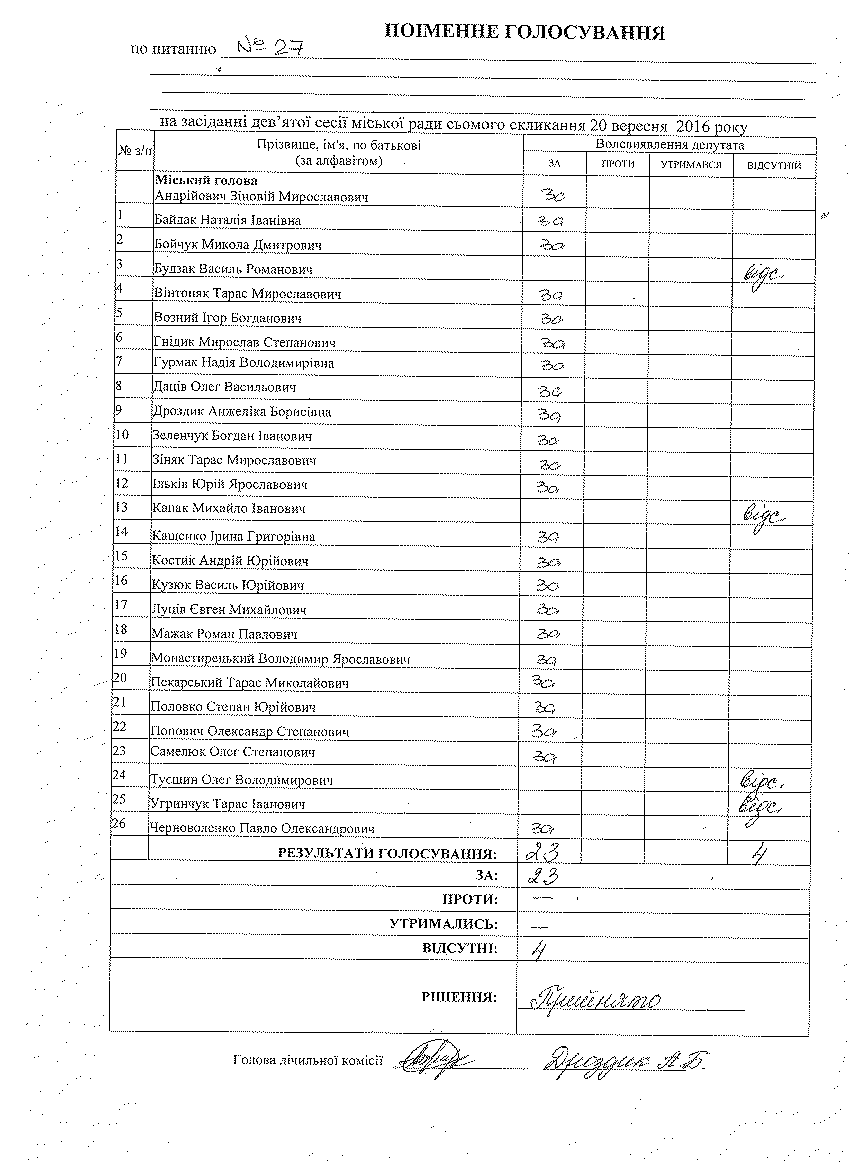 ПОІМЕННЕ ГОЛОСУВАННЯ
по питанню № 27
на засіданні дев'ятої сесії міської ради сьомого скликання 20 вересня 2016 року
№ з/п Прізвище, ім'я, по батькові (за алфавітом) Волевиявлення депутата
ЗА ПРОТИ УТРИМАВСЯ ВІДСУТНІЙ
Міський голова
Андрійович Зіновій Мирославович За
1 Байдак Наталія Іванівна За
2 Бойчук Микола Дмитрович За
3 Будзак Василь Романович відс.
4 Вінтоняк Тарас Мирославович За
5 Возний Ігор Богданович За
6 Гнідик Мирослав Степанович За
7 Гурмак Надія Володимирівна За
8 Даців Олег Васильович За
9 Дроздик Анжеліка Борисівна За
10 Зеленчук Богдан Іванович За
11 Зіняк Тарас Мирославович За
12 Ільків Юрій Ярославович За
13 Капак Михайло Іванович відс.
14 Кащенко Ірина Григорівна За
15 Костик Андрій Юрійович За
16 Кузюк Василь Юрійович За
17 Луців Євген Михайлович За
18 Мажак Роман Павлович За
19 Монастирецький Володимир Ярославович За
20 Пекарський Тарас Миколайович За
21 Половко Степан Юрійович За
22 Попович Олександр Степанович За
23 Самелюк Олег Степанович За
24 Тусшин Олег Володимирович відс.
25 Угринчук Тарас Іванович відс.
26 Черноволенко Павло Олександрович За
РЕЗУЛЬТАТИ ГОЛОСУВАННЯ: 23 4
ЗА: 23
ПРОТИ: —
УТРИМАЛИСЬ: —
ВІДСУТНІ: 4
РІШЕННЯ: Прийнято
Голова лічильної комісії Дроздик А.Б.